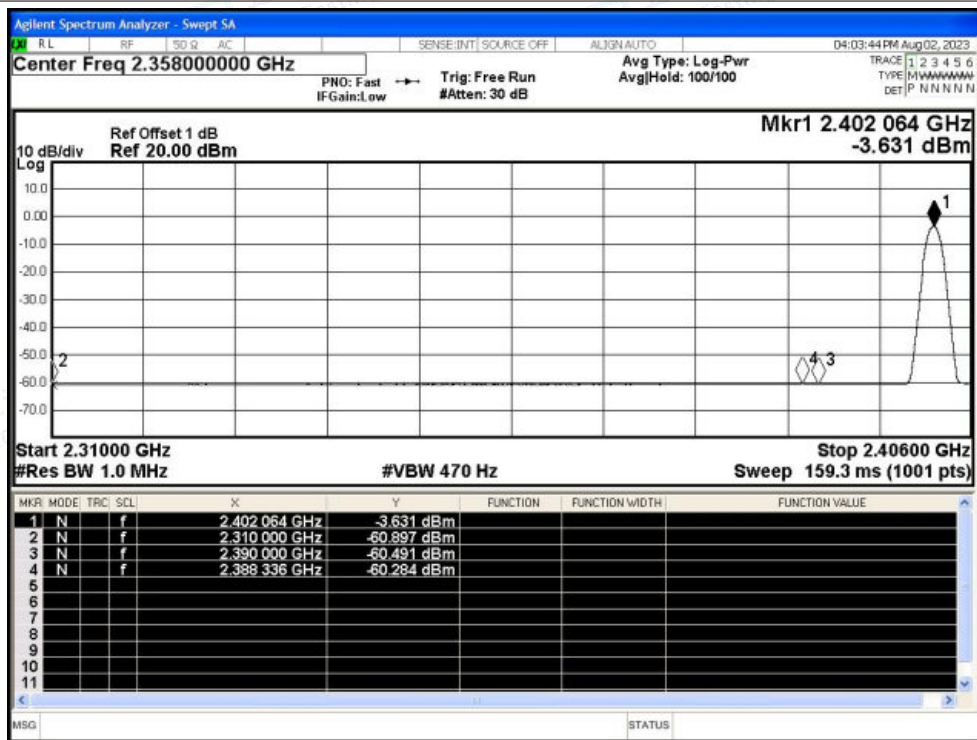 Agilent Spectrum Analyzer - Swept SA
LXI RL RF 50 Ω AC SENSE:INT SOURCE OFF ALIGN AUTO 04:03:44 PM Aug 02, 2023
Center Freq 2.358000000 GHz Avg Type: Log-Pwr TRACE 1 2 3 4 5 6
PNO: Fast Trig: Free Run Avg|Hold: 100/100 TYPE MWWWWW
IFGain:Low #Atten: 30 dB DET P N N N N N
Mkr1 2.402 064 GHz
Ref Offset 1 dB
10 dB/div Ref 20.00 dBm -3.631 dBm
Log
10.0
1
0.00
-10.0
-20.0
-30.0
-40.0
-50.0
2 4 3
-60.0
-70.0
Start 2.31000 GHz Stop 2.40600 GHz
#Res BW 1.0 MHz #VBW 470 Hz Sweep 159.3 ms (1001 pts)
MKR MODE TRC SCL X Y FUNCTION FUNCTION WIDTH FUNCTION VALUE
1 N f 2.402 064 GHz -3.631 dBm
2 N f 2.310 000 GHz -60.897 dBm
3 N f 2.390 000 GHz -60.491 dBm
4 N f 2.388 336 GHz -60.284 dBm
5
6
7
8
9
10
11
MSG STATUS